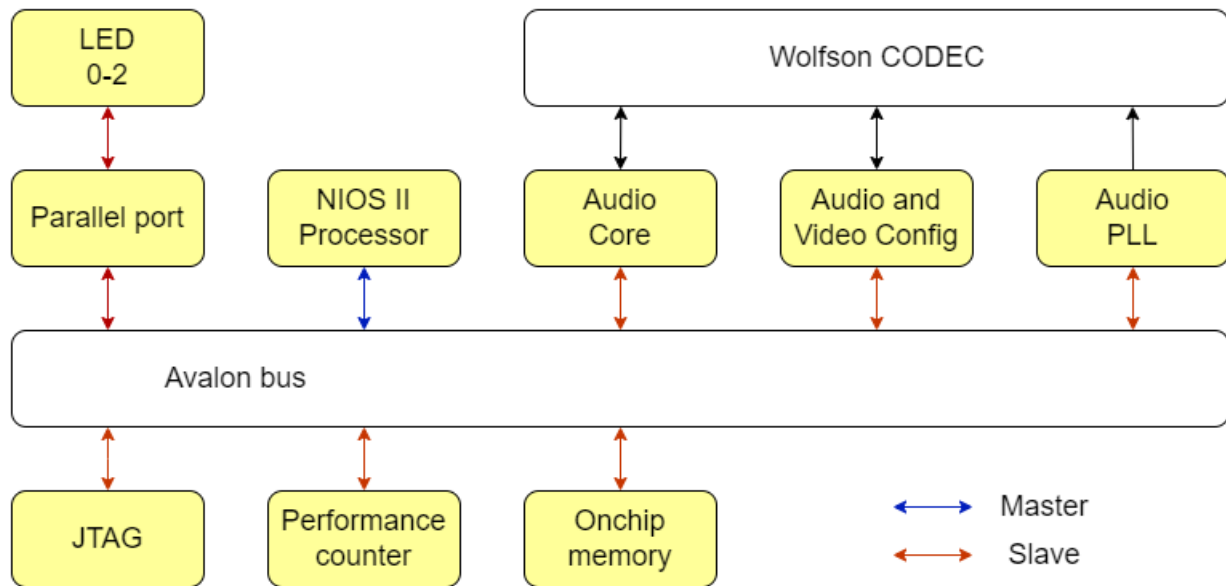 LED
0-2
Wolfson CODEC
Parallel port
NIOS II
Processor
Audio
Core
Audio and
Video Config
Audio
PLL
Avalon bus
JTAG
Performance
counter
Onchip
memory
Master
Slave